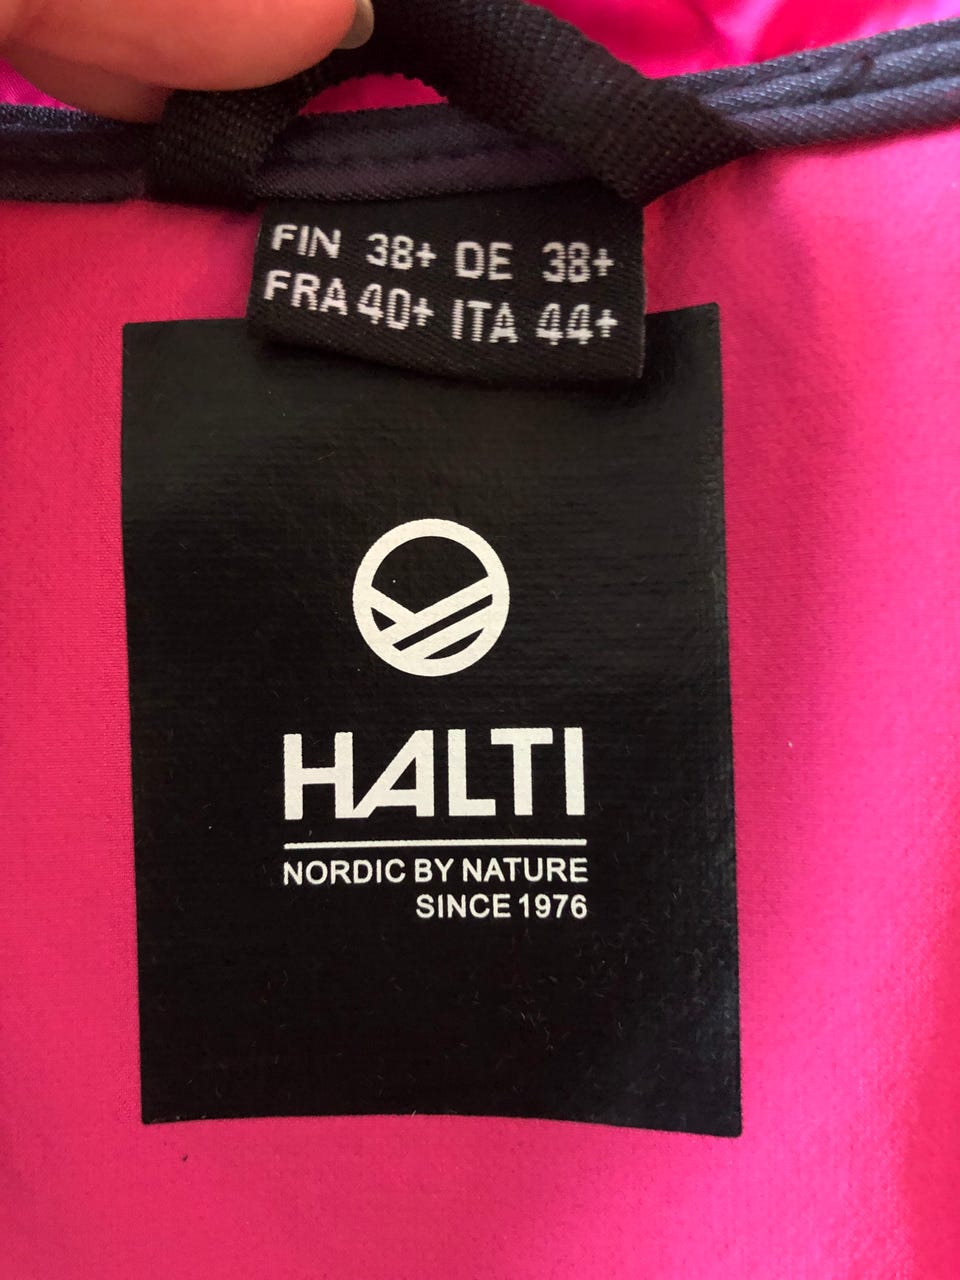 FIN 38+ DE 38+
FRA 40+ ITA 44+
HALTI
NORDIC BY NATURE
SINCE 1976